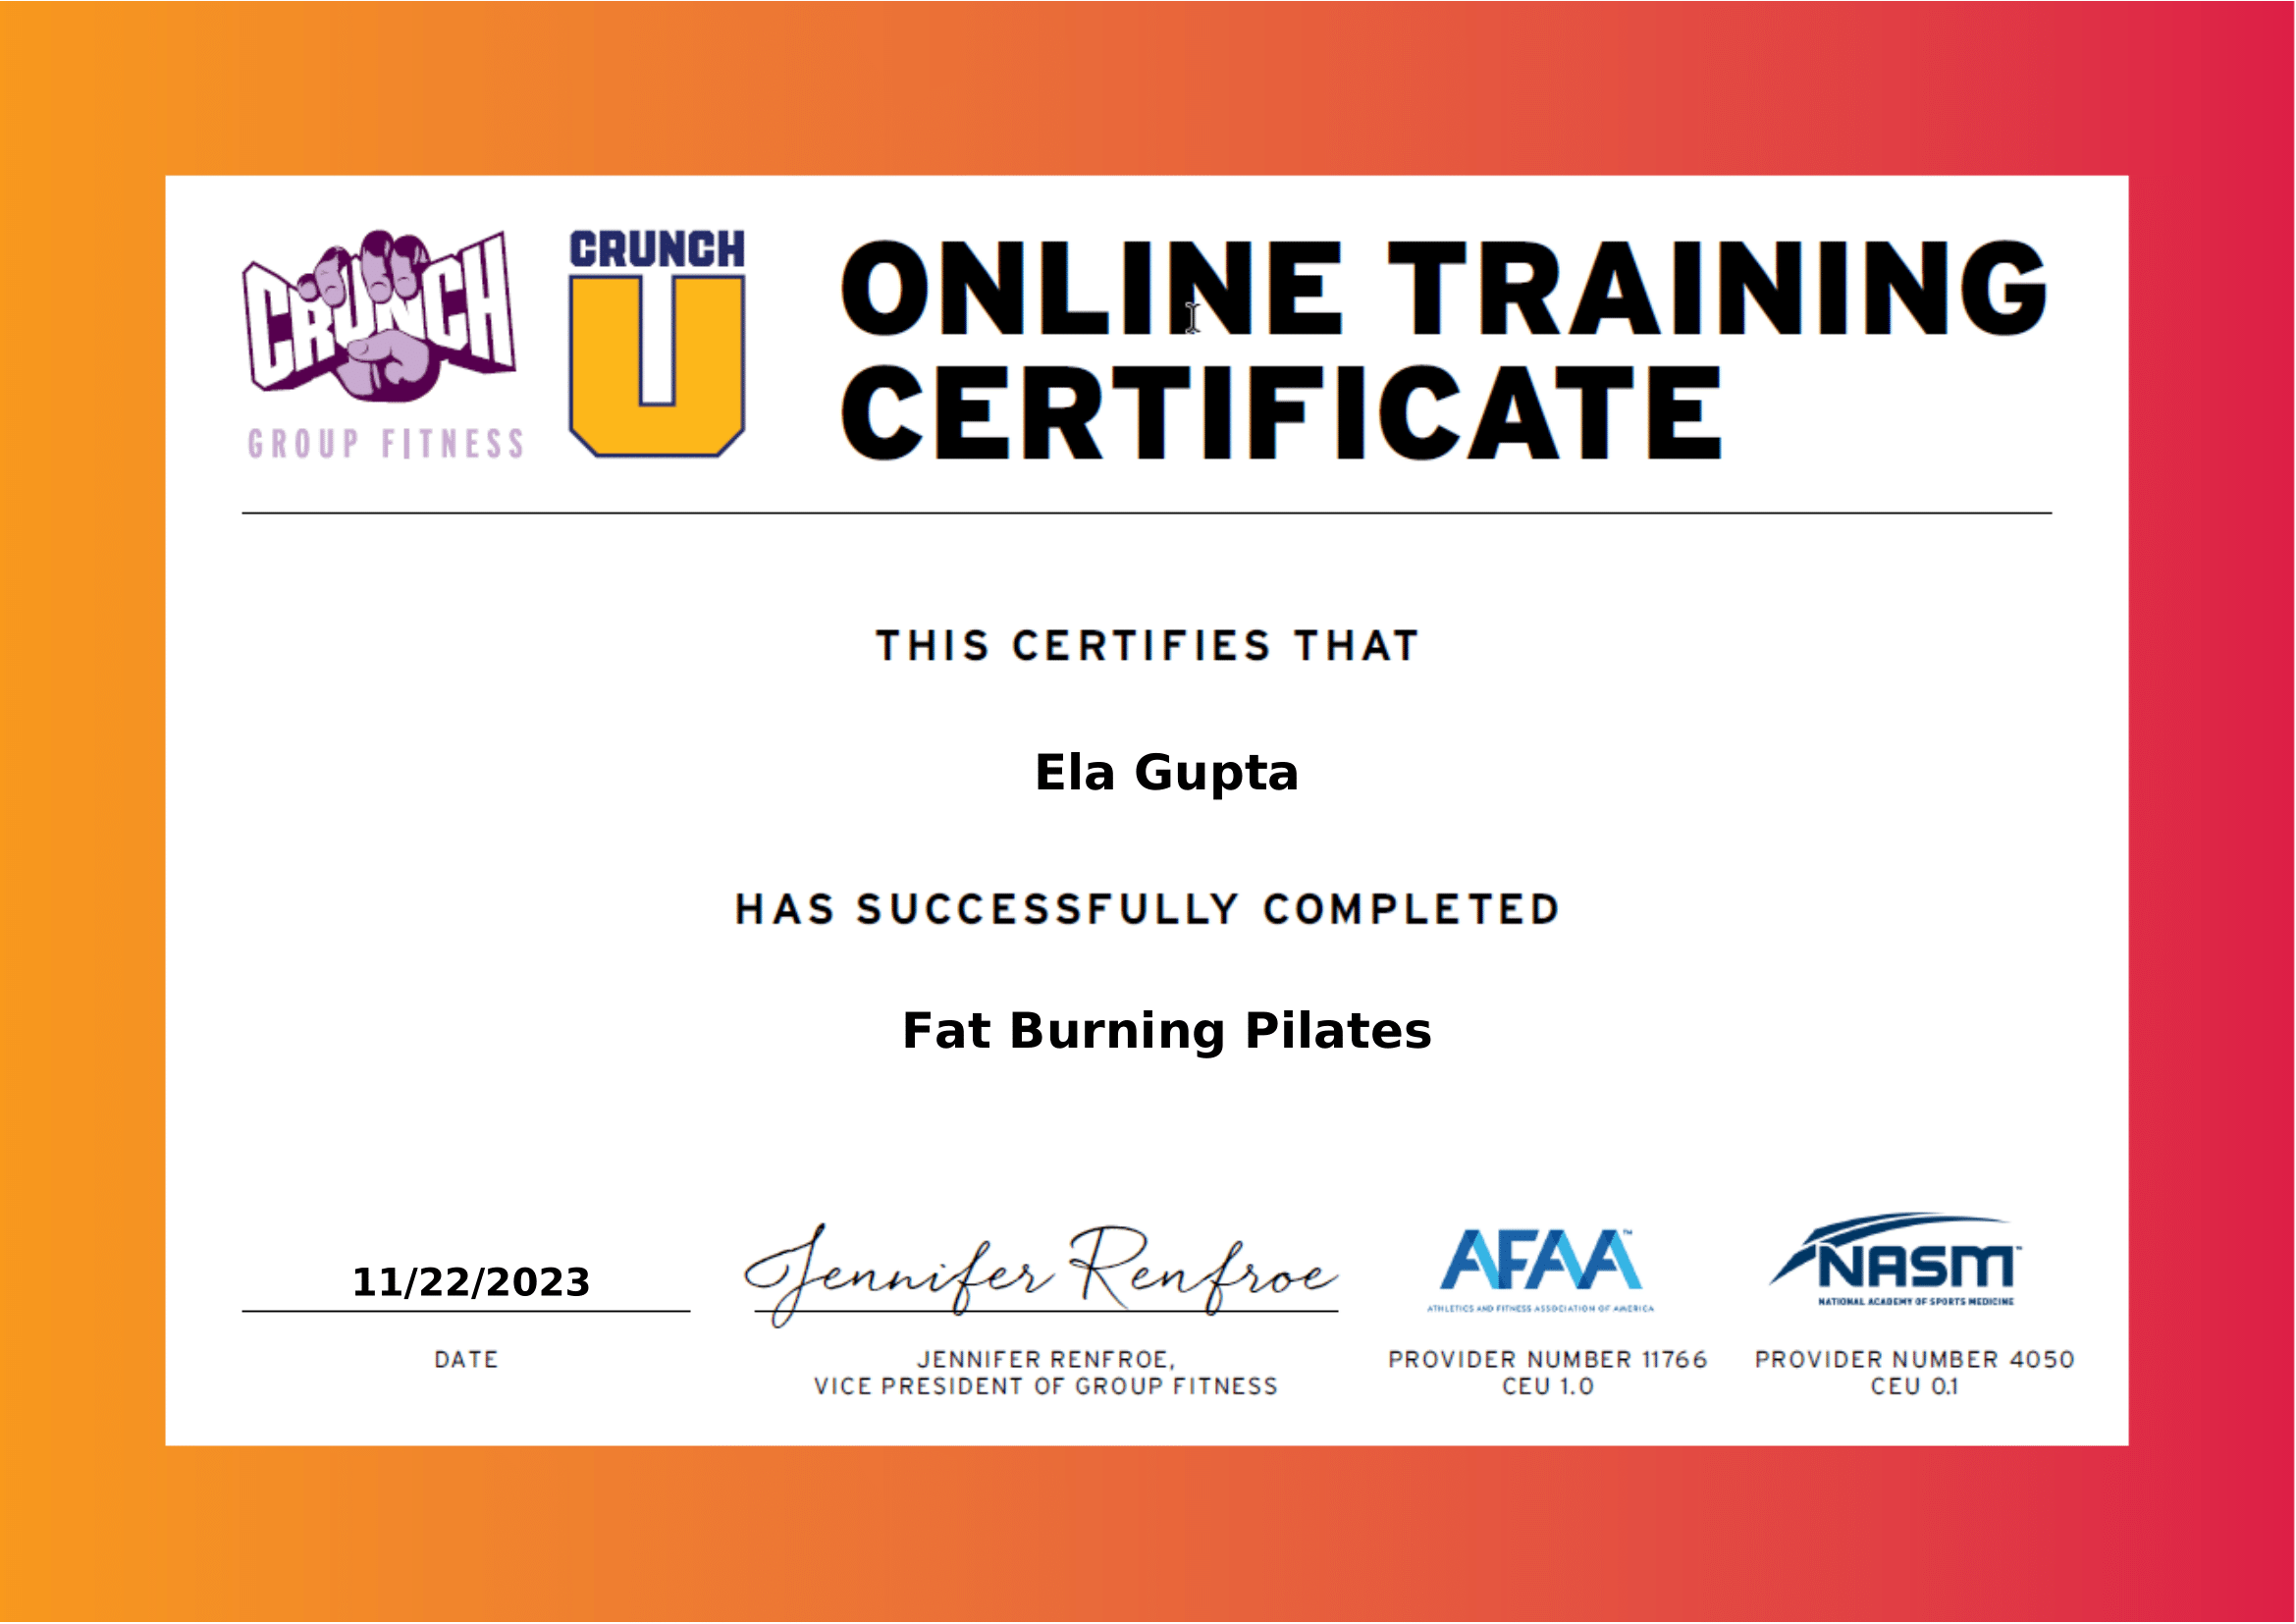 CRUNCH
GROUP FITNESS
CRUNCH
U
ONLINE TRAINING
CERTIFICATE
THIS CERTIFIES THAT
Ela Gupta
HAS SUCCESSFULLY COMPLETED
Fat Burning Pilates
11/22/2023
DATE
Jennifer Renfroe
JENNIFER RENFROE,
VICE PRESIDENT OF GROUP FITNESS
AFAA™
ATHLETICS AND FITNESS ASSOCIATION OF AMERICA
PROVIDER NUMBER 11766
CEU 1.0
NASM™
NATIONAL ACADEMY OF SPORTS MEDICINE
PROVIDER NUMBER 4050
CEU 0.1